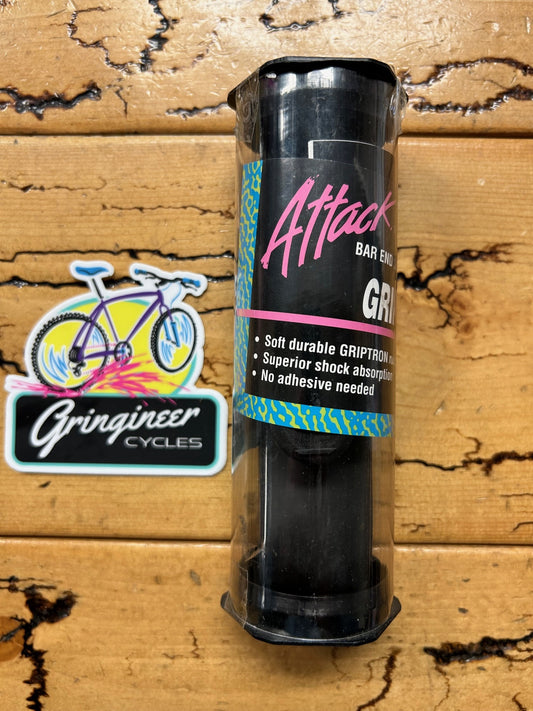 Attack
BAR END
GRI
• Soft durable GRIPTRON
• Superior shock absorption
• No adhesive needed
Gringineer
CYCLES